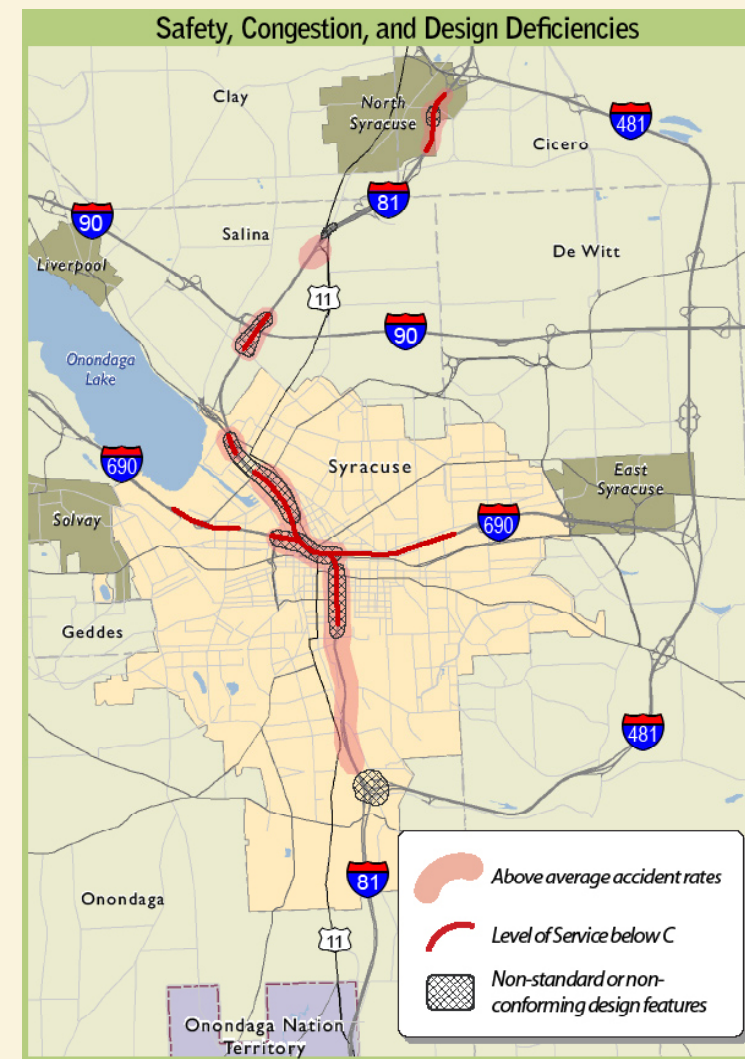 Safety, Congestion, and Design Deficiencies
Clay
North
Syracuse
481
Cicero
81
90
Salina
Liverpool
De Witt
11
90
Onondaga
Lake
690
Syracuse
East
Syracuse
Solvay
690
Geddes
481
81
Onondaga
11
Onondaga Nation
Territory
Above average accident rates
Level of Service below C
Non-standard or non-
conforming design features